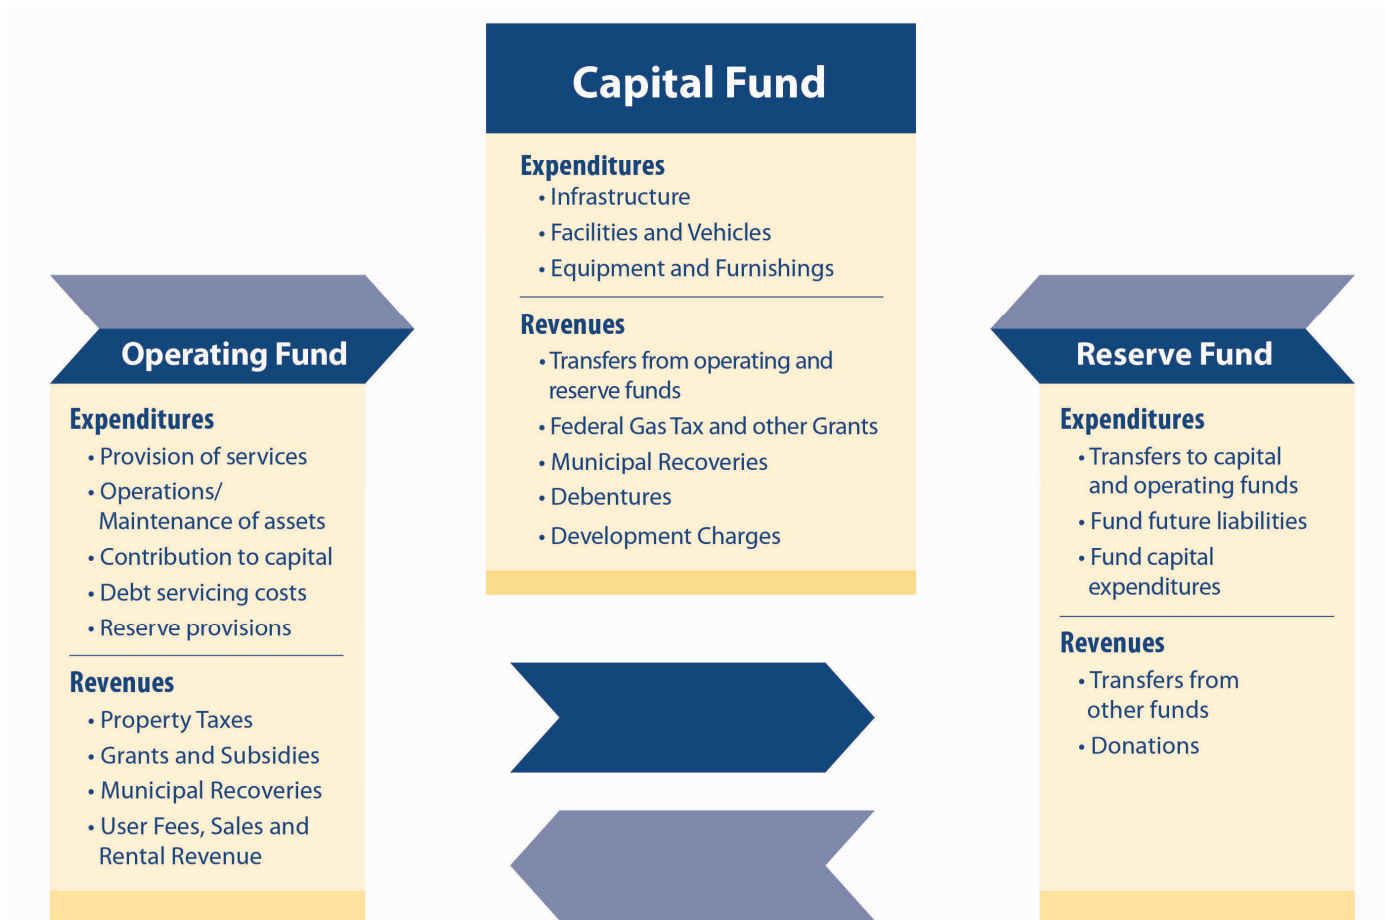 Capital Fund
Expenditures
• Infrastructure
• Facilities and Vehicles
• Equipment and Furnishings
Revenues
• Transfers from operating and
reserve funds
• Federal Gas Tax and other Grants
• Municipal Recoveries
• Debentures
• Development Charges
Operating Fund
Expenditures
• Provision of services
• Operations/
Maintenance of assets
• Contribution to capital
• Debt servicing costs
• Reserve provisions
Revenues
• Property Taxes
• Grants and Subsidies
• Municipal Recoveries
• User Fees, Sales and
Rental Revenue
Reserve Fund
Expenditures
• Transfers to capital
and operating funds
• Fund future liabilities
• Fund capital
expenditures
Revenues
• Transfers from
other funds
• Donations